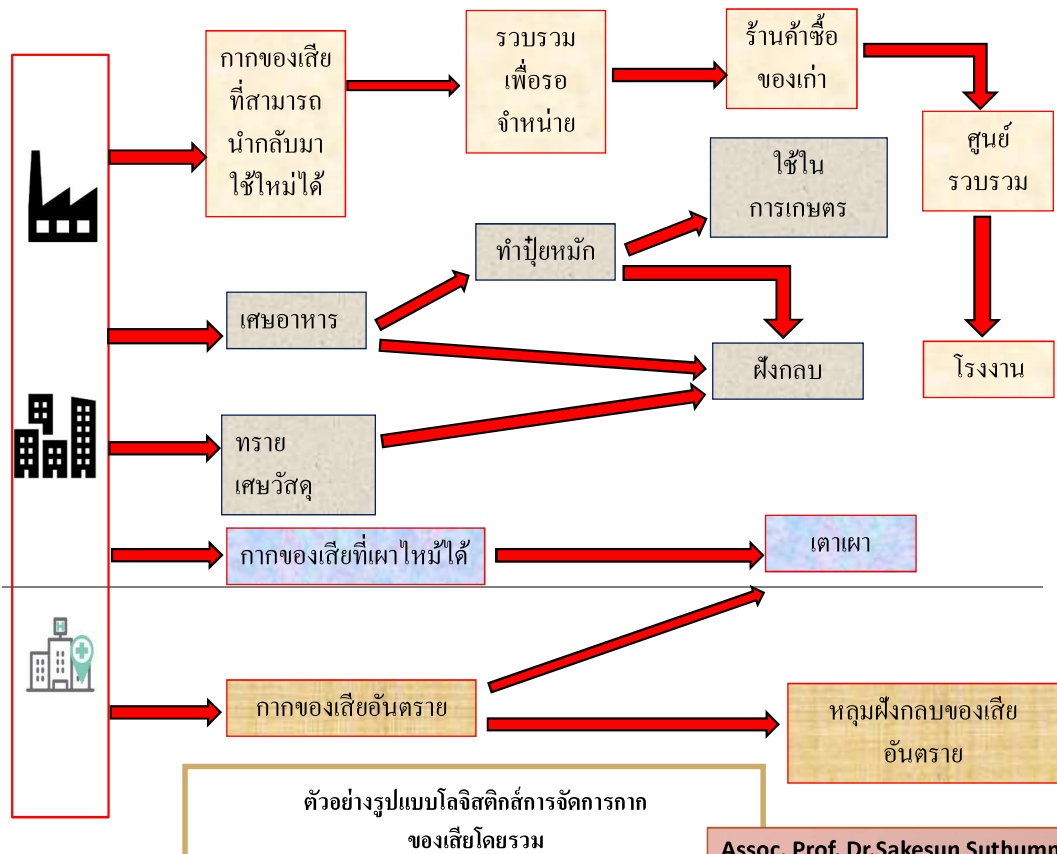 กากของเสีย
ที่สามารถ
นำกลับมา
ใช้ใหม่ได้
รวบรวม
เพื่อรอ
จำหน่าย
ร้านค้าซื้อ
ของเก่า
ศูนย์
รวบรวม
โรงงาน
ใช้ใน
การเกษตร
ทำปุ๋ยหมัก
เศษอาหาร
ฝังกลบ
ทราย
เศษวัสดุ
กากของเสียที่เผาไหม้ได้
เตาเผา
H
กากของเสียอันตราย
หลุมฝังกลบของเสีย
อันตราย
ตัวอย่างรูปแบบโลจิสติกส์การจัดการกาก
ของเสียโดยรวม
Assoc. Prof. Dr.Sakesun